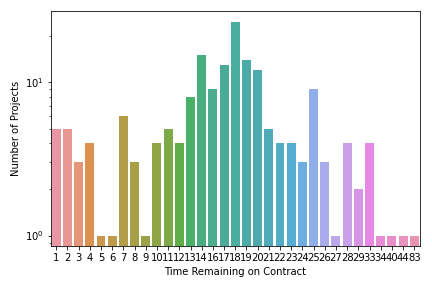 Number of Projects
10¹
10⁰
1 2 3 4 5 6 7 8 9 10 11 12 13 14 16 17 18 19 20 21 22 23 24 25 26 27 28 29 33 34 40 44 83
Time Remaining on Contract